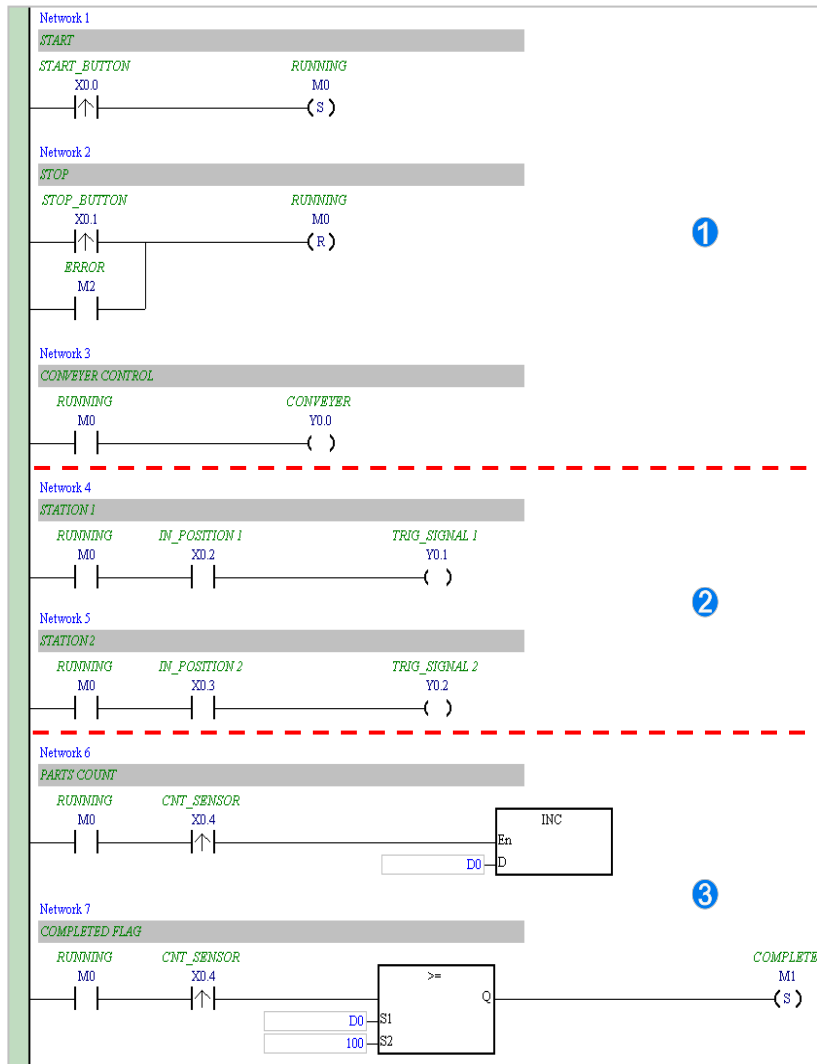 Network 1
START
START_BUTTON RUNNING
X0.0 M0
S
Network 2
STOP
STOP_BUTTON RUNNING
X0.1 M0
R
1
ERROR
M2
Network 3
CONVEYER CONTROL
RUNNING CONVEYER
M0 Y0.0
Network 4
STATION 1
RUNNING IN_POSITION 1 TRIG_SIGNAL 1
M0 X0.2 Y0.1
2
Network 5
STATION2
RUNNING IN_POSITION 2 TRIG_SIGNAL 2
M0 X0.3 Y0.2
Network 6
PARTS COUNT
RUNNING CNT_SENSOR
M0 X0.4 INC
En
D0 D
3
Network 7
COMPLETED FLAG
RUNNING CNT_SENSOR COMPLETE
M0 X0.4 >= M1
Q S
D0 S1
100 S2